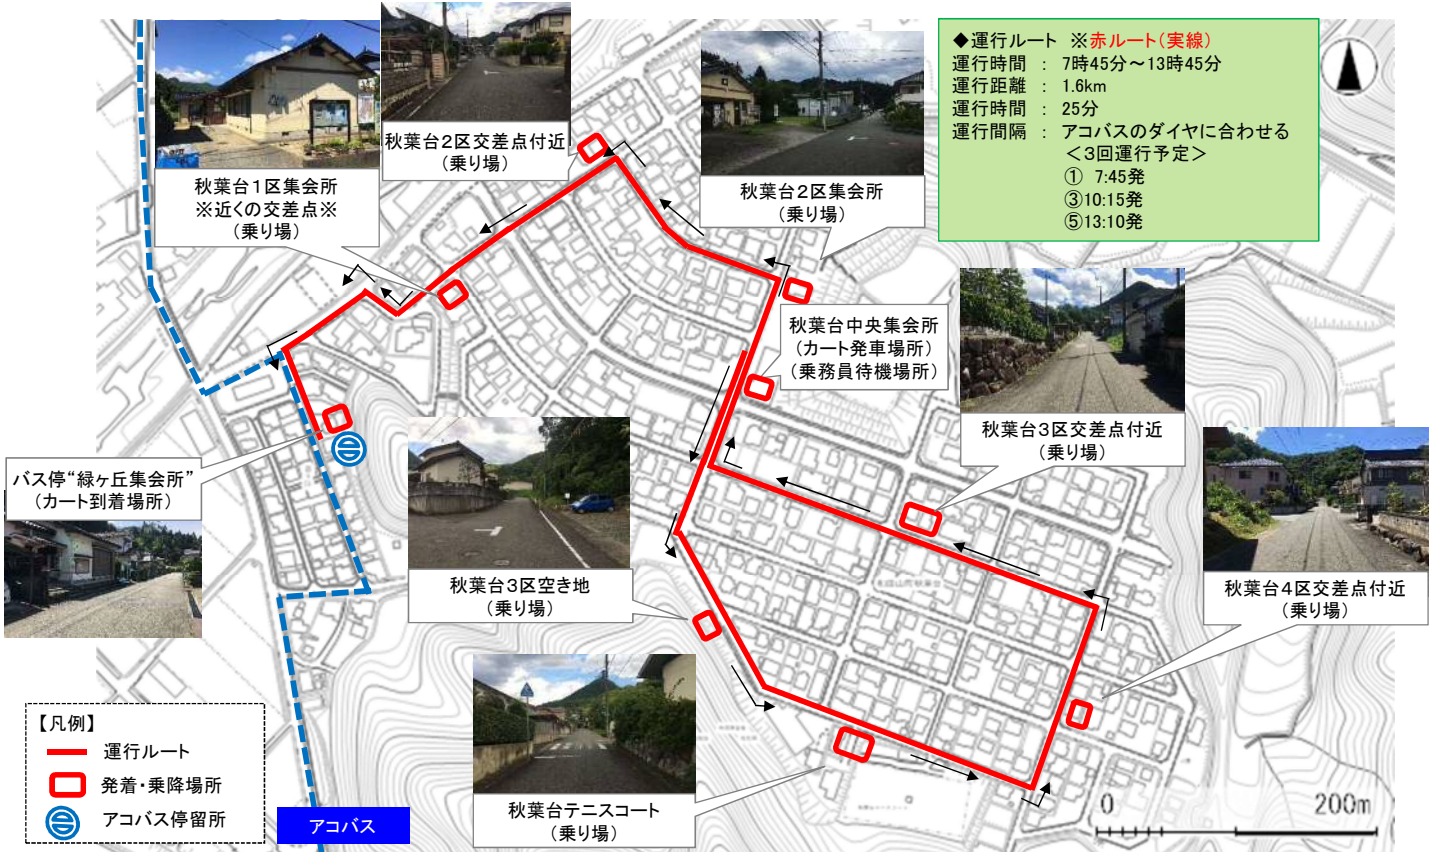 ◆運行ルート ※赤ルート(実線)
運行時間 : 7時45分~13時45分
運行距離 : 1.6km
運行時間 : 25分
運行間隔 : アコバスのダイヤに合わせる
<3回運行予定>
① 7:45発
③10:15発
⑤13:10発
秋葉台1区集会所
※近くの交差点※
(乗り場)
秋葉台2区交差点付近
(乗り場)
秋葉台2区集会所
(乗り場)
秋葉台中央集会所
(カート発車場所)
(乗務員待機場所)
秋葉台3区交差点付近
(乗り場)
バス停“緑ヶ丘集会所”
(カート到着場所)
秋葉台3区空き地
(乗り場)
秋葉台4区交差点付近
(乗り場)
秋葉台テニスコート
(乗り場)
【凡例】
運行ルート
発着・乗降場所
アコバス停留所
アコバス
0 200m